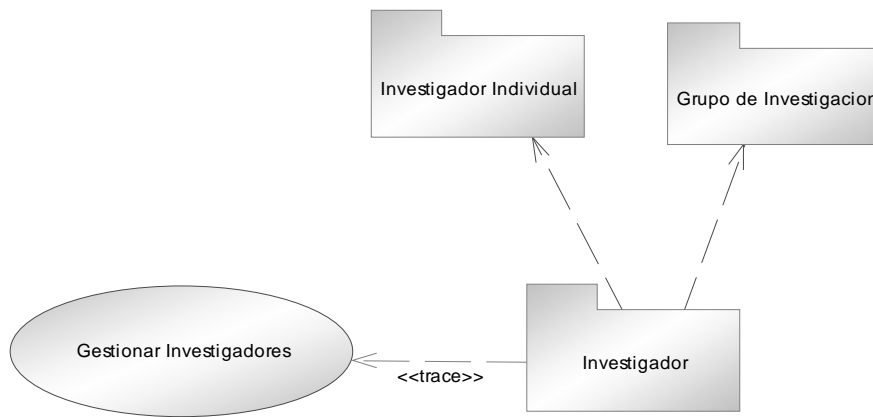 Investigador Individual
Grupo de Investigacion
Gestionar Investigadores
<<trace>>
Investigador